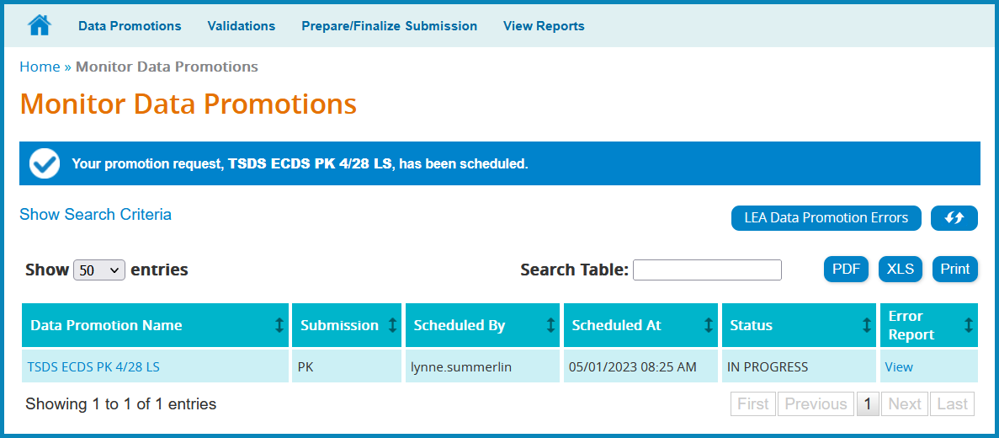 Data Promotions Validations Prepare/Finalize Submission View Reports
Home » Monitor Data Promotions
Monitor Data Promotions
Your promotion request, TSDS ECDS PK 4/28 LS, has been scheduled.
Show Search Criteria
LEA Data Promotion Errors
Show 50 entries
Search Table:
PDF XLS Print
Data Promotion Name Submission Scheduled By Scheduled At Status Error Report
TSDS ECDS PK 4/28 LS PK lynne.summerlin 05/01/2023 08:25 AM IN PROGRESS View
Showing 1 to 1 of 1 entries
First Previous 1 Next Last